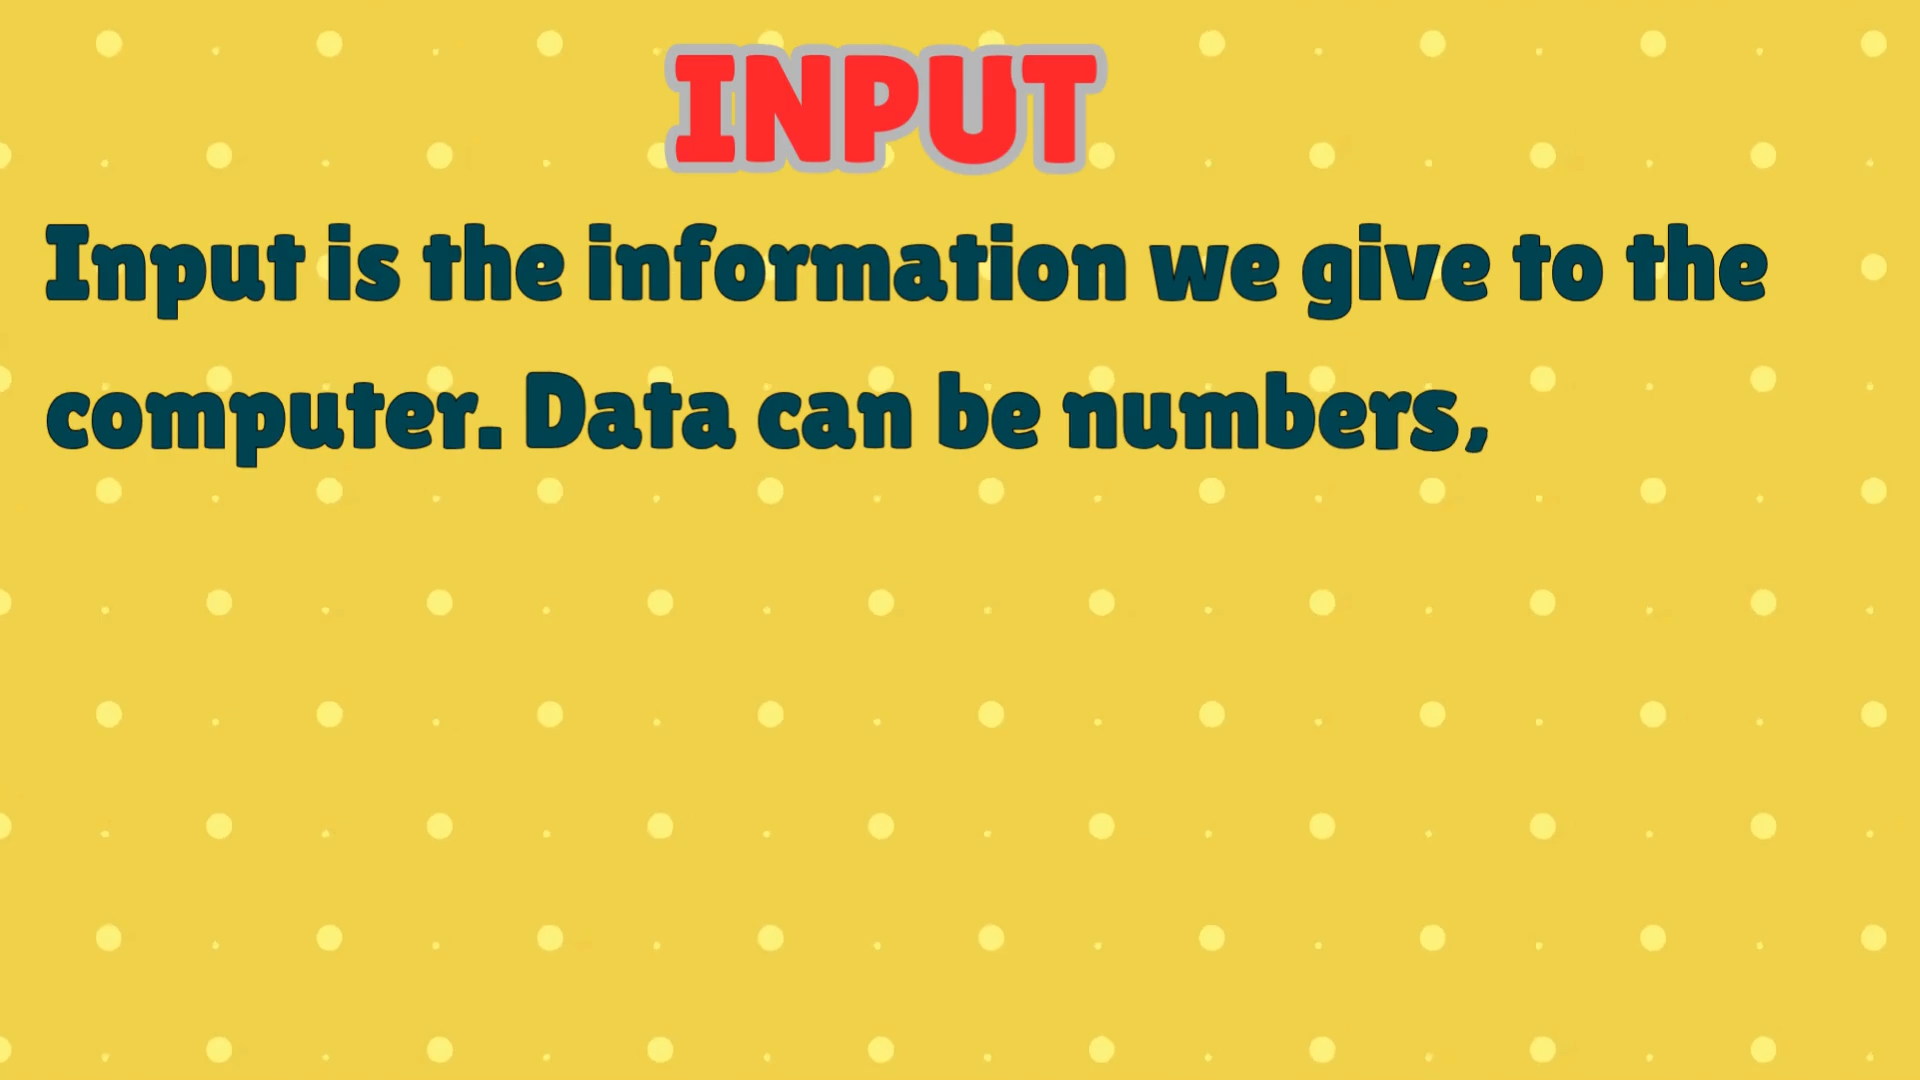 INPUT
Input is the information we give to the
computer. Data can be numbers,